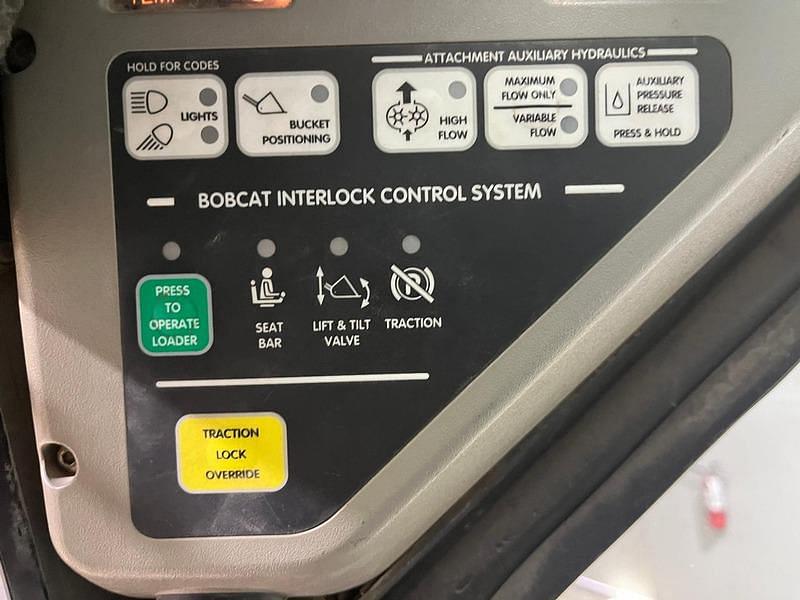 TEMP
HOLD FOR CODES
ATTACHMENT AUXILIARY HYDRAULICS
LIGHTS
BUCKET
POSITIONING
HIGH
FLOW
MAXIMUM
FLOW ONLY
VARIABLE
FLOW
AUXILIARY
PRESSURE
RELEASE
PRESS & HOLD
BOBCAT INTERLOCK CONTROL SYSTEM
PRESS
TO
OPERATE
LOADER
SEAT
BAR
LIFT & TILT
VALVE
TRACTION
TRACTION
LOCK
OVERRIDE